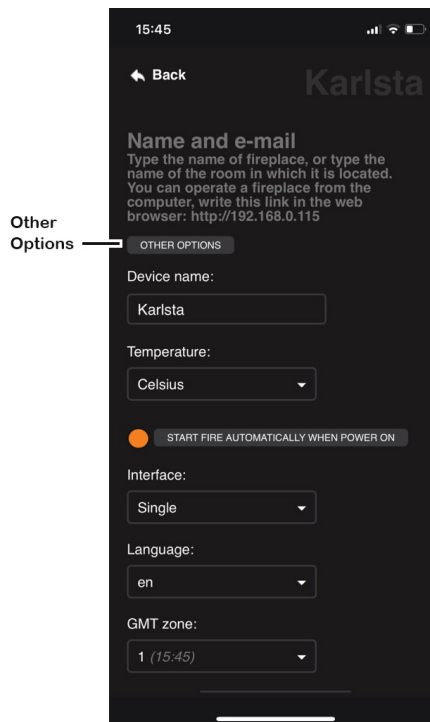 15:45
Back
Karlsta
Name and e-mail
Type the name of fireplace, or type the
name of the room in which it is located.
You can operate a fireplace from the
computer, write this link in the web
browser: http://192.168.0.115
Other
Options
OTHER OPTIONS
Device name:
Karlsta
Temperature:
Celsius
START FIRE AUTOMATICALLY WHEN POWER ON
Interface:
Single
Language:
en
GMT zone:
1 (15:45)